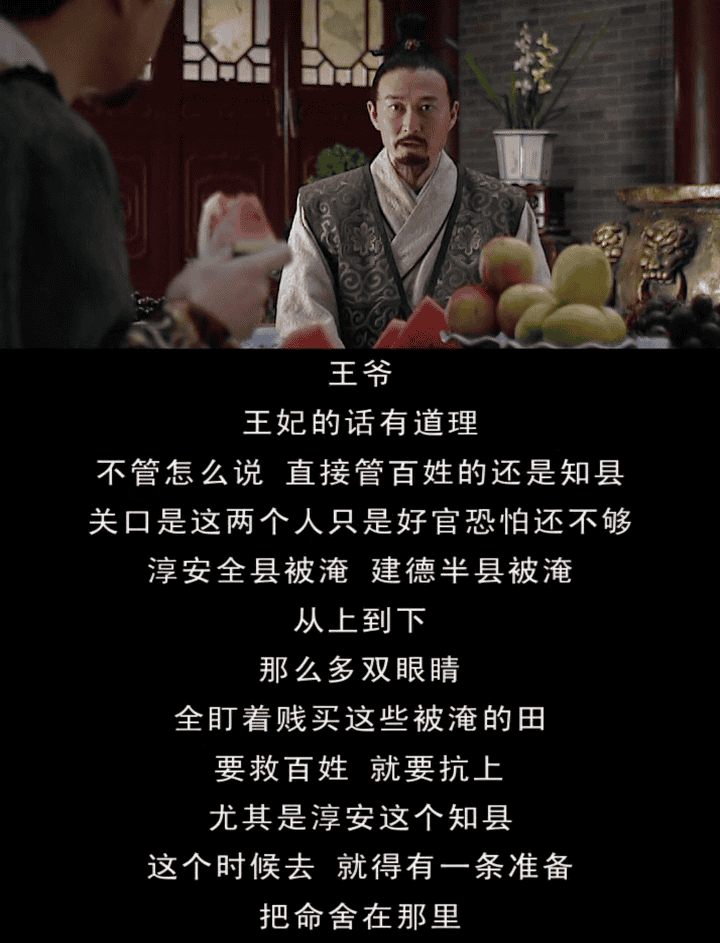 王爷
王妃的话有道理
不管怎么说 直接管百姓的还是知县
关口是这两个人只是好官恐怕还不够
淳安全县被淹 建德半县被淹
从上到下
那么多双眼睛
全盯着贱买这些被淹的田
要救百姓 就要抗上
尤其是淳安这个知县
这个时候去 就得有一条准备
把命舍在那里